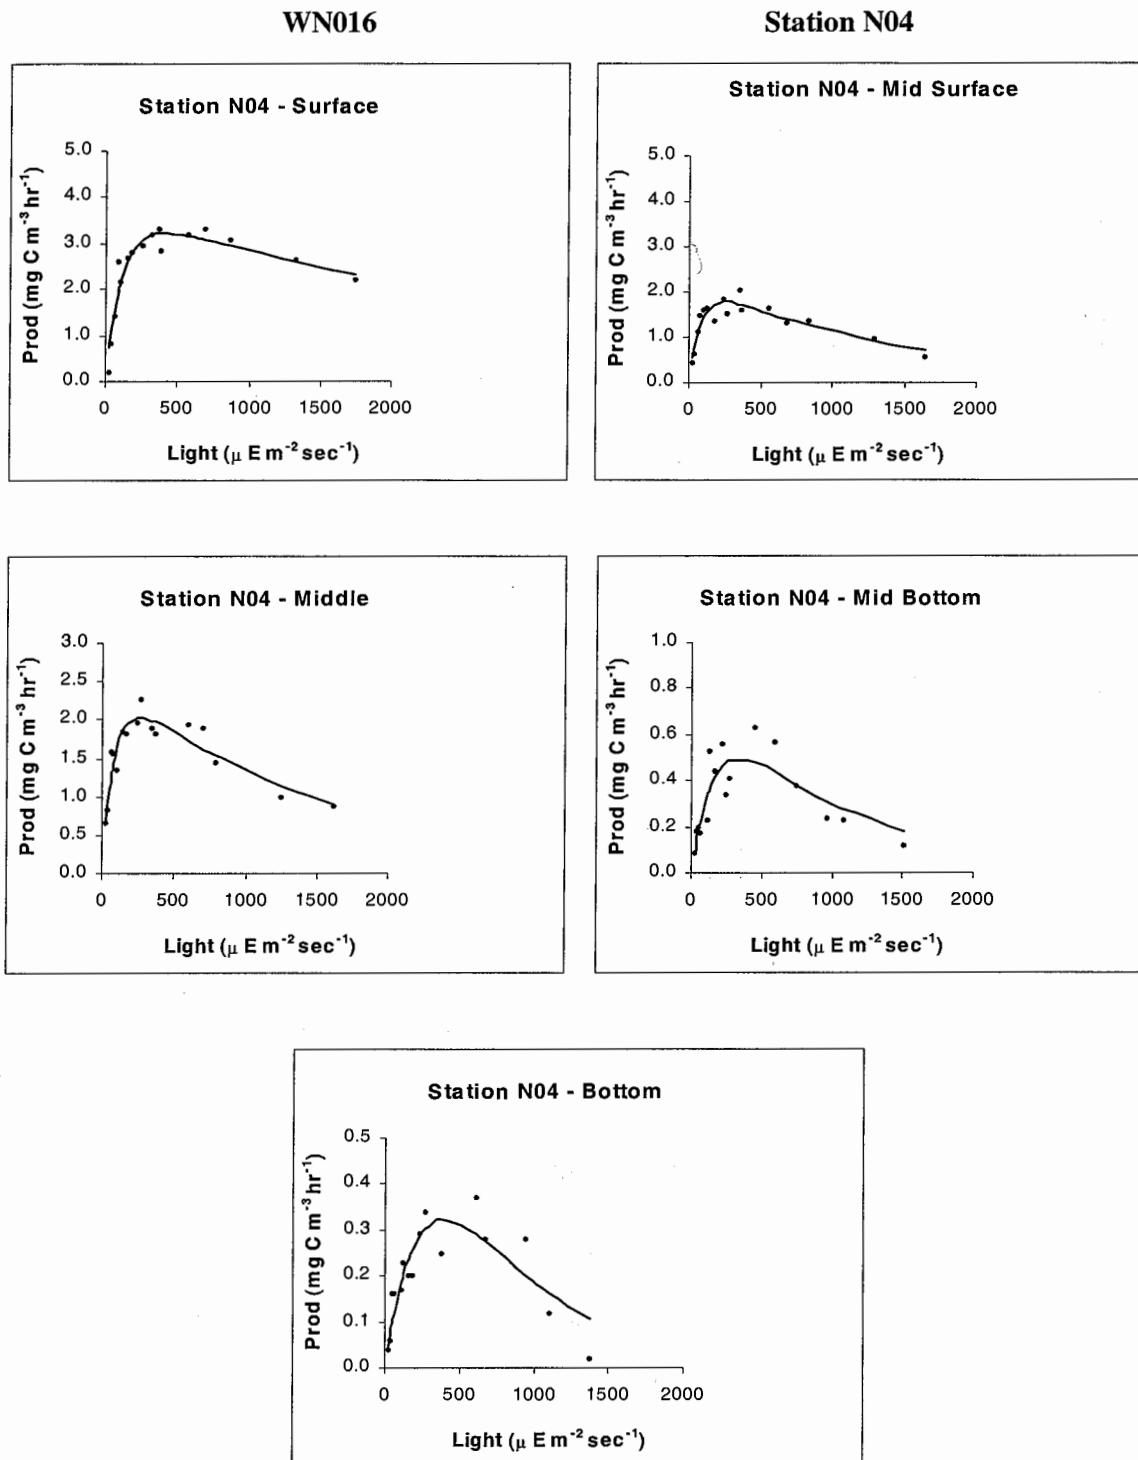 WN016
Station N04
Station N04 - Surface
Prod (mg C m⁻³ hr⁻¹)
5.0
4.0
3.0
2.0
1.0
0.0
0 500 1000 1500 2000
Light (μ E m⁻² sec⁻¹)
Station N04 - Mid Surface
Prod (mg C m⁻³ hr⁻¹)
5.0
4.0
3.0
2.0
1.0
0.0
0 500 1000 1500 2000
Light (μ E m⁻² sec⁻¹)
Station N04 - Middle
Prod (mg C m⁻³ hr⁻¹)
3.0
2.5
2.0
1.5
1.0
0.5
0.0
0 500 1000 1500 2000
Light (μ E m⁻² sec⁻¹)
Station N04 - Mid Bottom
Prod (mg C m⁻³ hr⁻¹)
1.0
0.8
0.6
0.4
0.2
0.0
0 500 1000 1500 2000
Light (μ E m⁻² sec⁻¹)
Station N04 - Bottom
Prod (mg C m⁻³ hr⁻¹)
0.5
0.4
0.3
0.2
0.1
0.0
0 500 1000 1500 2000
Light (μ E m⁻² sec⁻¹)